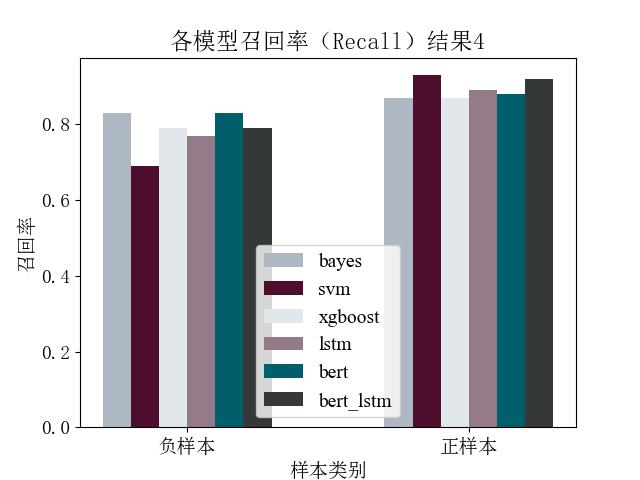 各模型召回率（Recall）结果4
召回率
0.8
0.6
0.4
0.2
0.0
bayes
svm
xgboost
lstm
bert
bert_lstm
负样本
正样本
样本类别